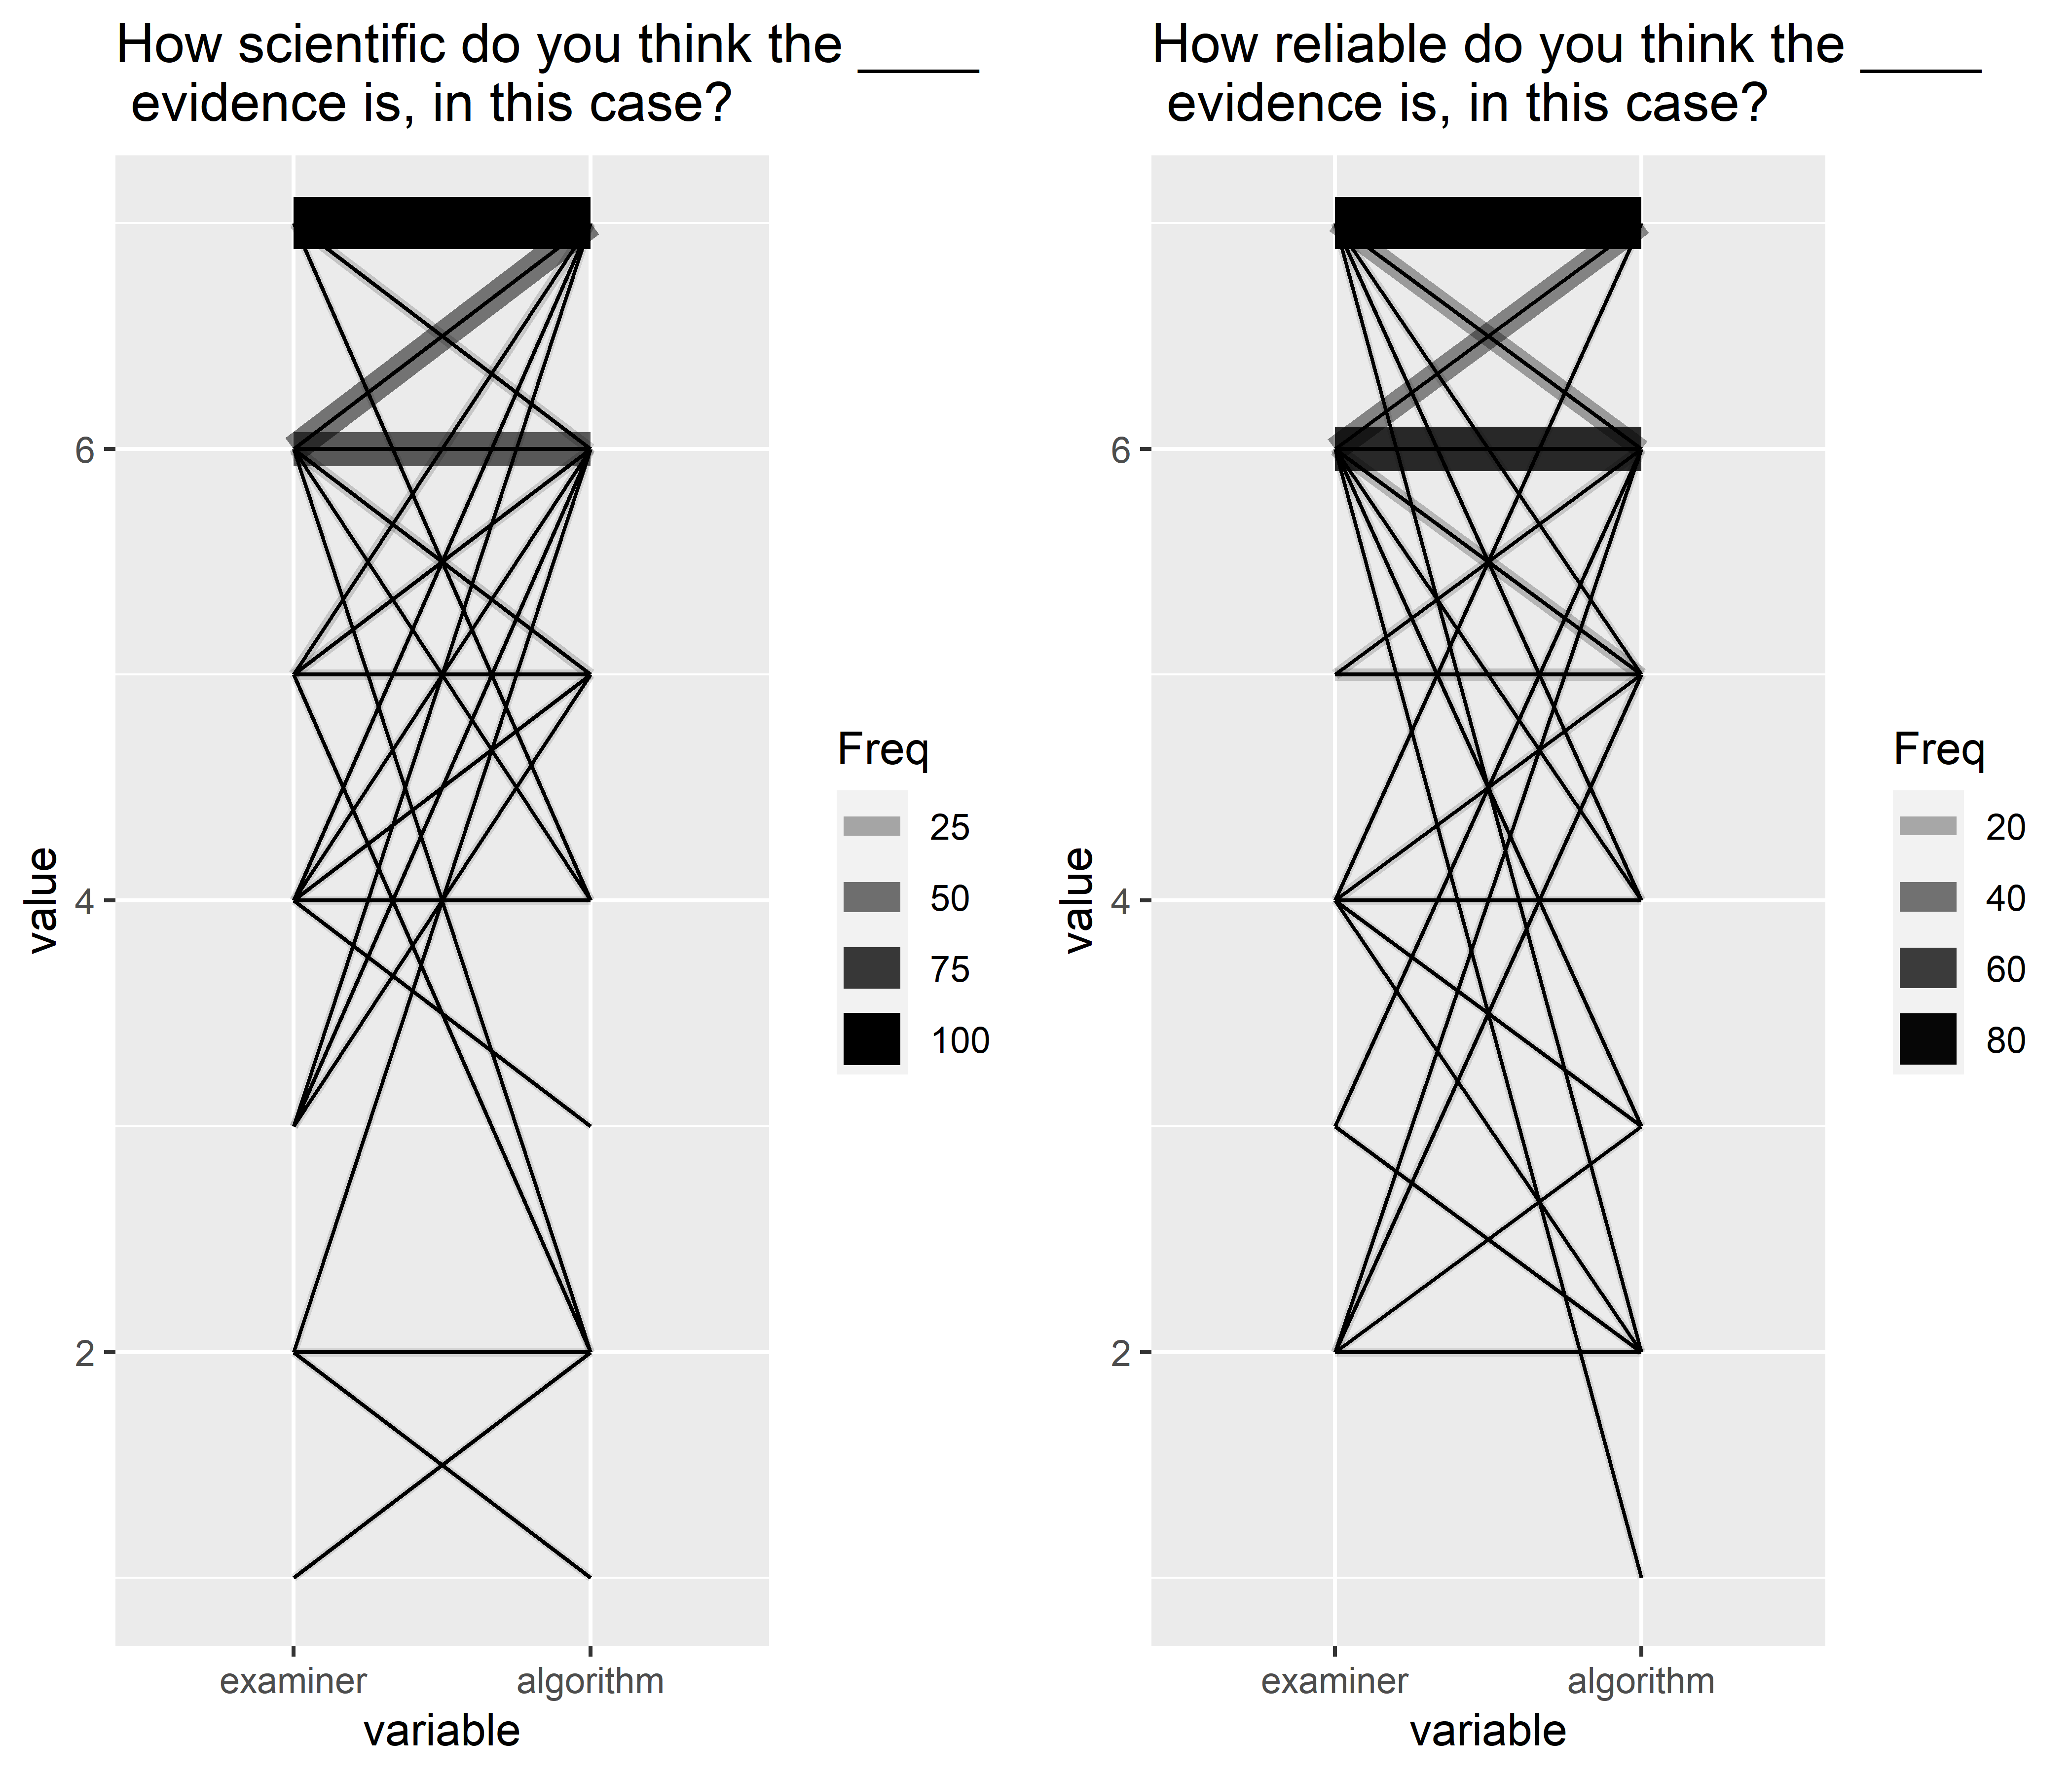 How scientific do you think the _____
evidence is, in this case?
value
6
4
2
examiner
algorithm
variable
Freq
25
50
75
100
How reliable do you think the _____
evidence is, in this case?
value
6
4
2
examiner
algorithm
variable
Freq
20
40
60
80